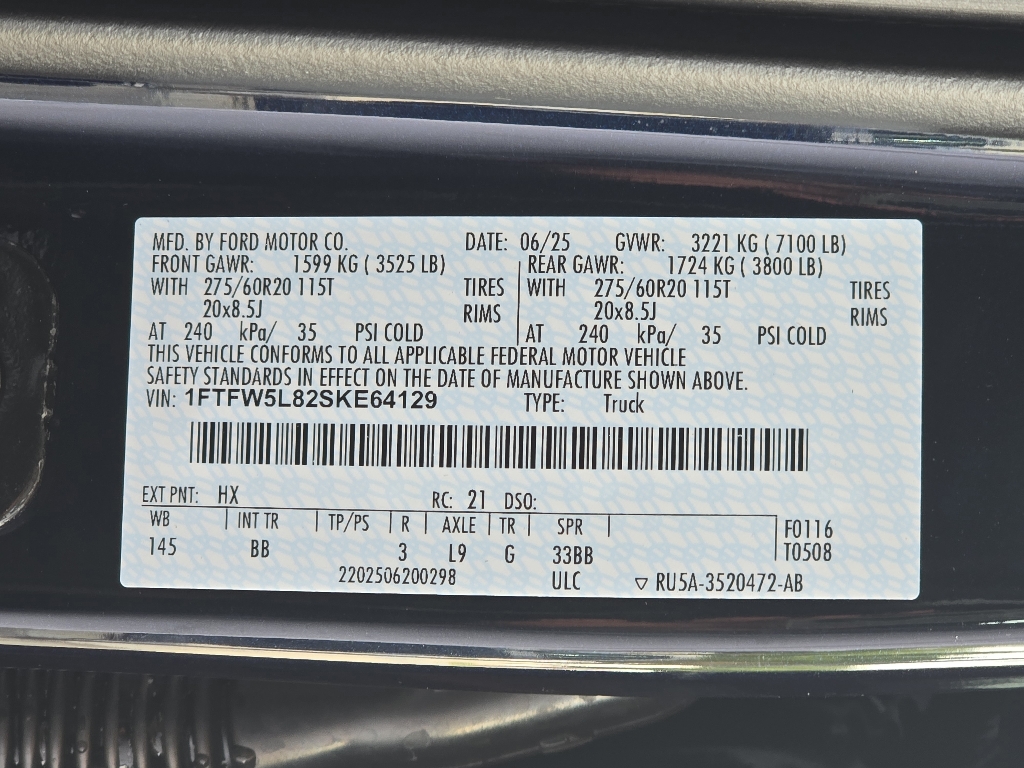 MFD. BY FORD MOTOR CO. DATE: 06/25 GVWR: 3221 KG ( 7100 LB)
FRONT GAWR: 1599 KG ( 3525 LB) REAR GAWR: 1724 KG ( 3800 LB)
WITH 275/60R20 115T TIRES WITH 275/60R20 115T TIRES
20x8.5J RIMS 20x8.5J RIMS
AT 240 kPa/ 35 PSI COLD AT 240 kPa/ 35 PSI COLD
THIS VEHICLE CONFORMS TO ALL APPLICABLE FEDERAL MOTOR VEHICLE
SAFETY STANDARDS IN EFFECT ON THE DATE OF MANUFACTURE SHOWN ABOVE.
VIN: 1FTFW5L82SKE64129 TYPE: Truck
EXT PNT: HX RC: 21 DSO:
WB INT TR TP/PS R AXLE TR SPR F0116
145 BB 3 L9 G 33BB T0508
2202506200298 ULC ▽ RU5A-3520472-AB